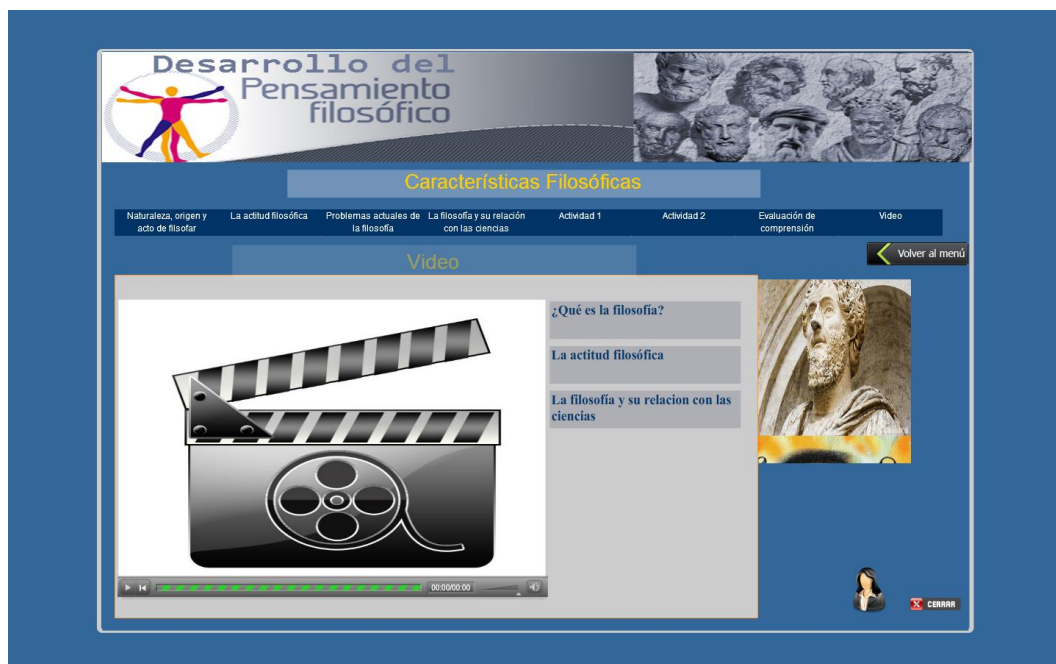 Desarrollo del
Pensamiento
filosófico
Características Filosóficas
Naturaleza, origen y
acto de filsofar
La actitud filosófica
Problemas actuales de
la filosofía
La filosofía y su relación
con las ciencias
Actividad 1
Actividad 2
Evaluación de
comprensión
Video
Volver al menú
Video
¿Qué es la filosofía?
La actitud filosófica
La filosofía y su relacion con las
ciencias
00:00/00:00
X CERRAR